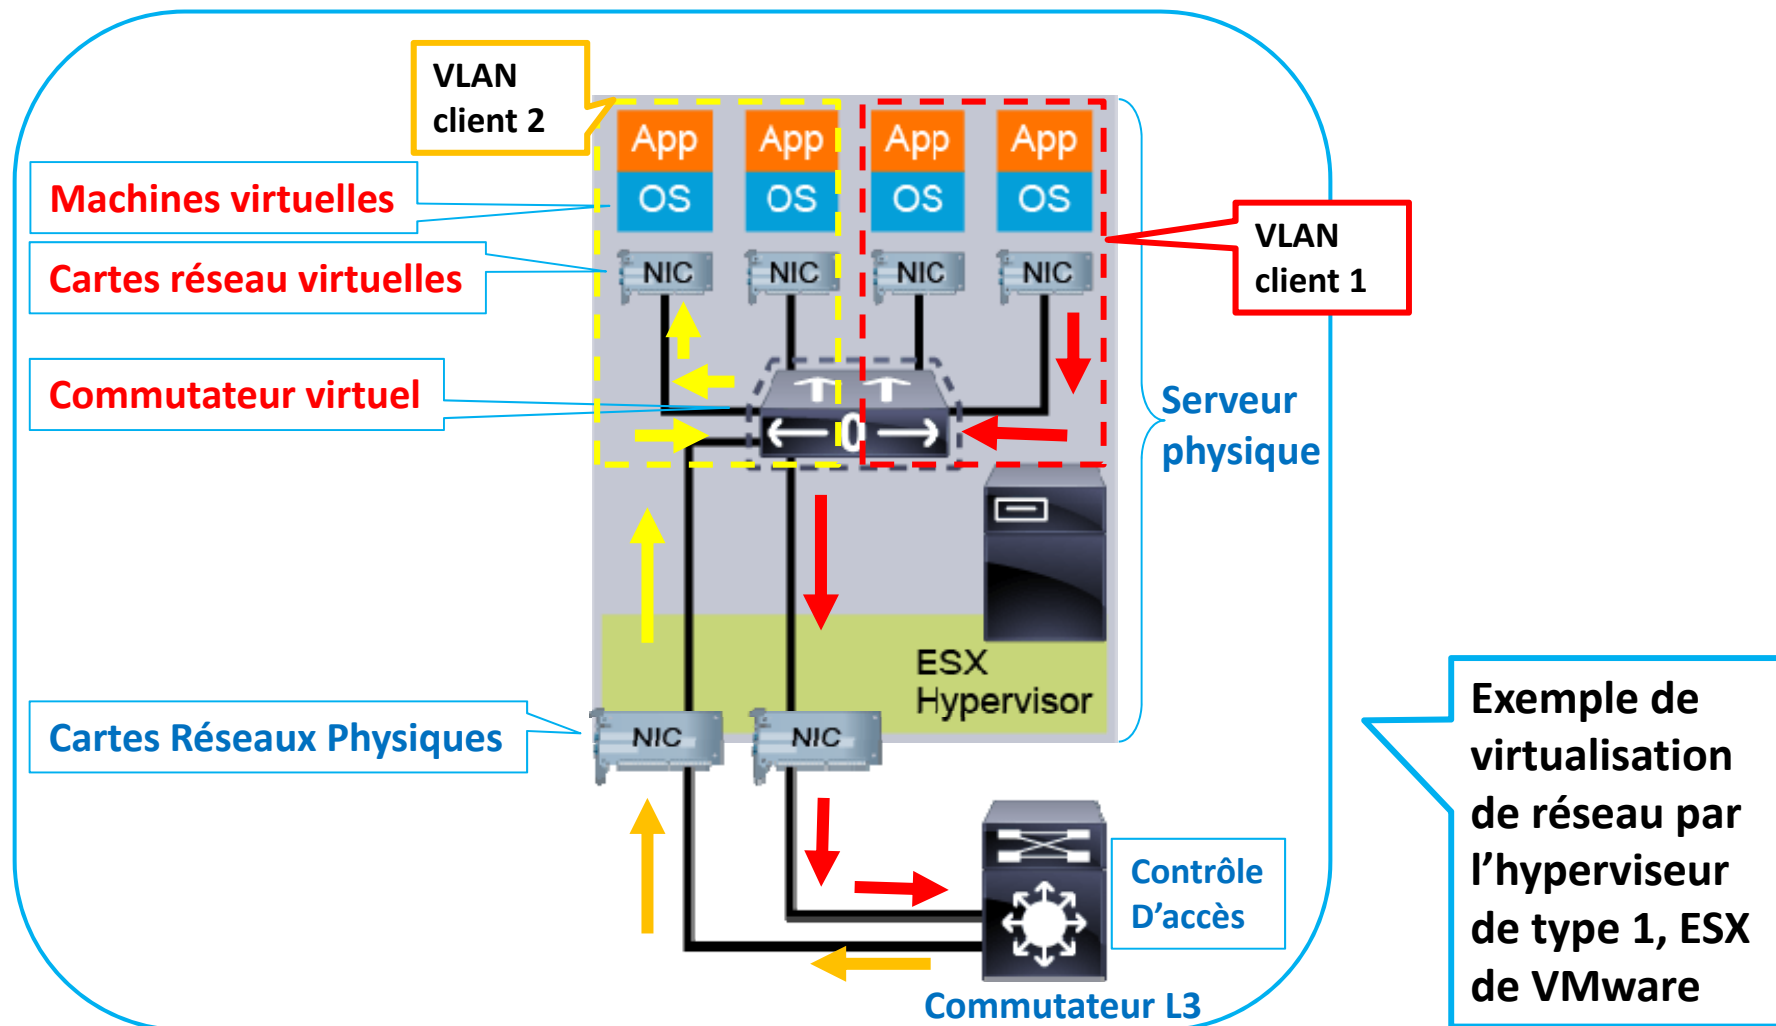 VLAN
client 2
App App App App
OS OS OS OS
Machines virtuelles
VLAN
client 1
Cartes réseau virtuelles
NIC NIC NIC NIC
Commutateur virtuel
0
Serveur
physique
ESX
Hypervisor
Cartes Réseaux Physiques
NIC NIC
Contrôle
D’accès
Commutateur L3
Exemple de
virtualisation
de réseau par
l’hyperviseur
de type 1, ESX
de VMware